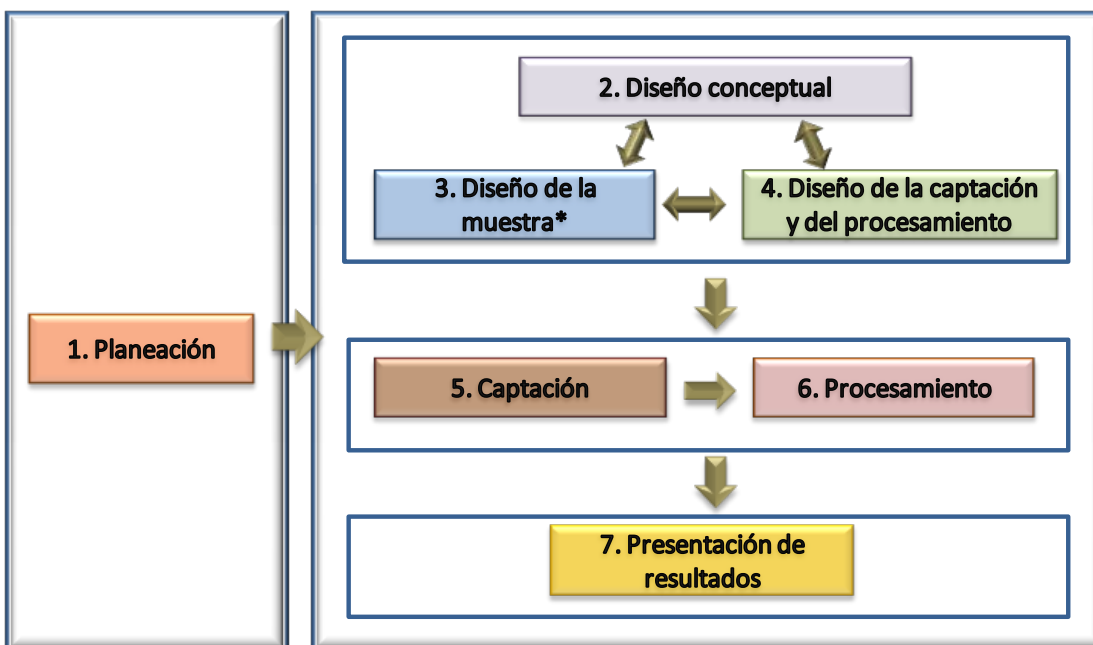 1. Planeación
2. Diseño conceptual
3. Diseño de la
muestra*
4. Diseño de la captación
y del procesamiento
5. Captación
6. Procesamiento
7. Presentación de
resultados